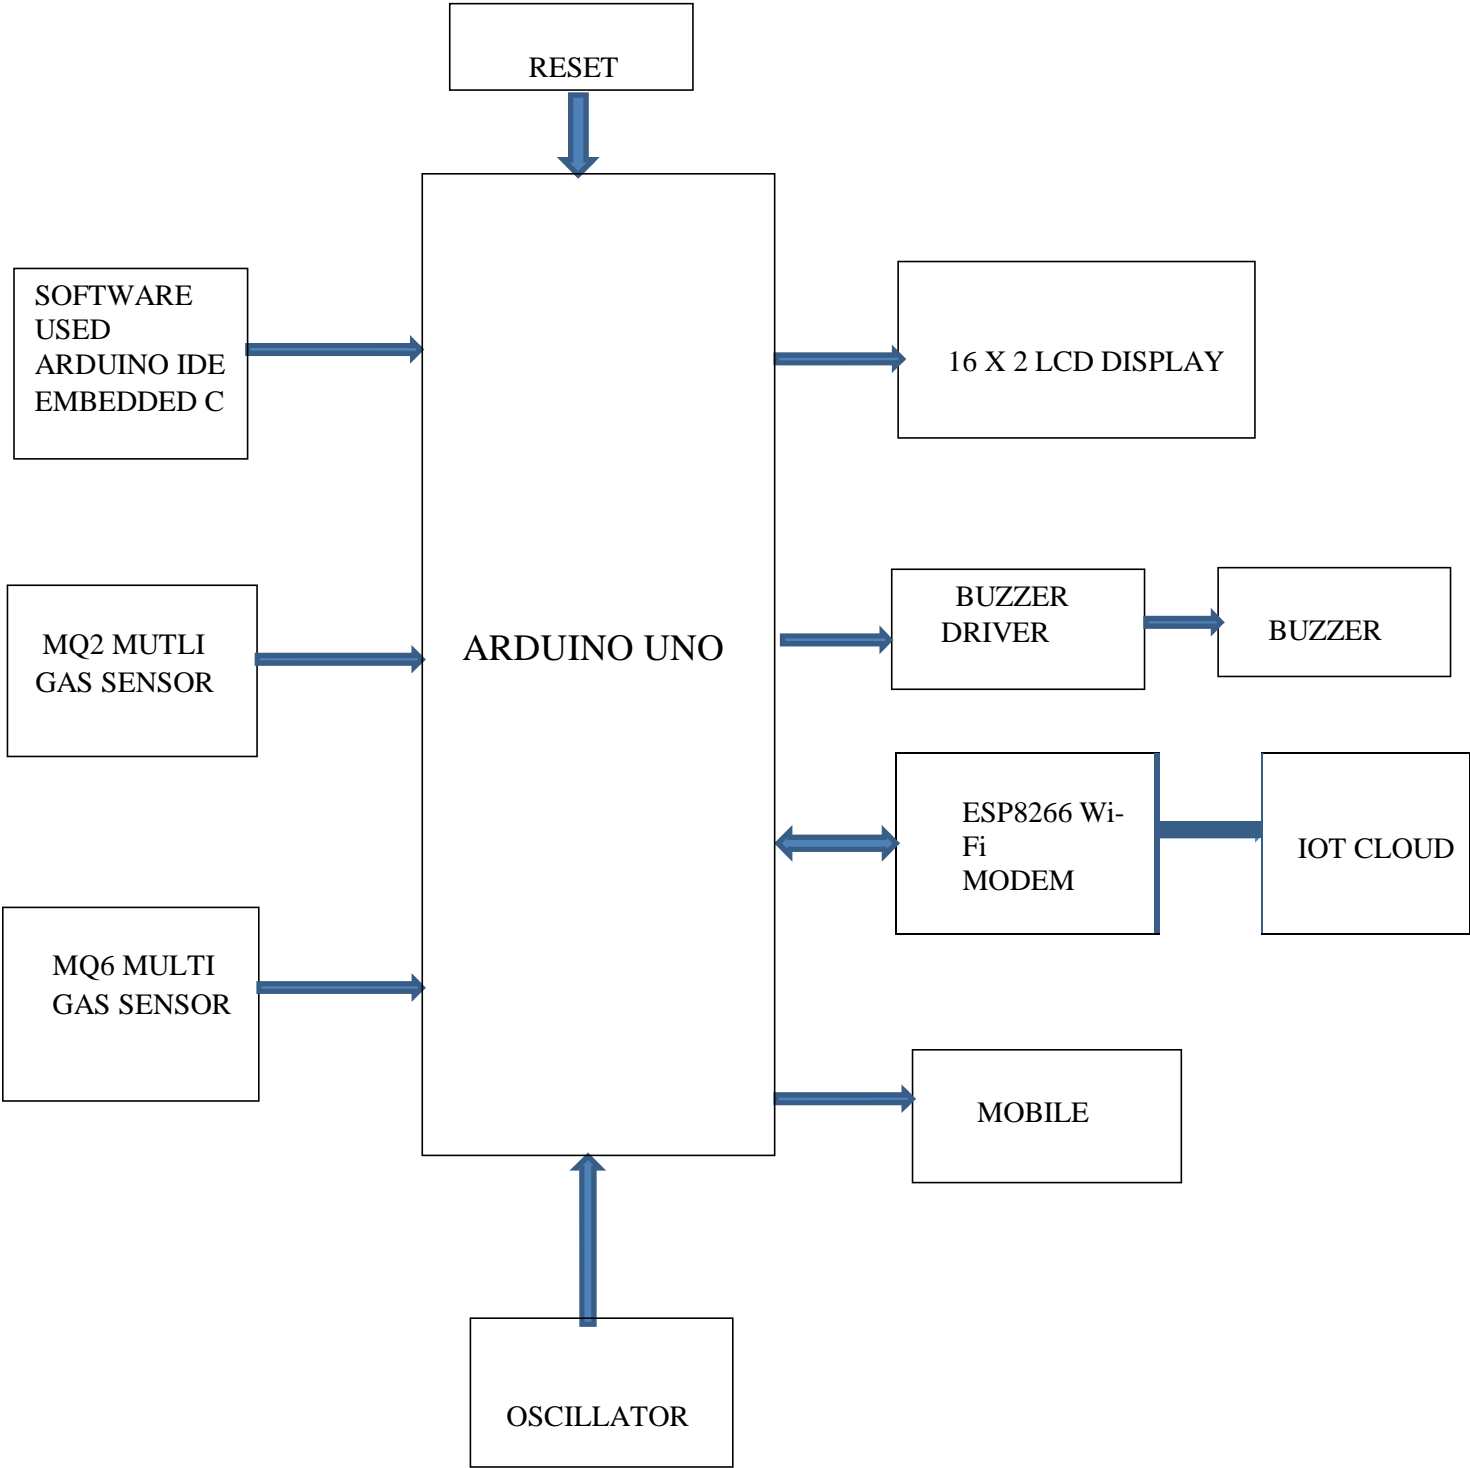 RESET
SOFTWARE
USED
ARDUINO IDE
EMBEDDED C
16 X 2 LCD DISPLAY
MQ2 MUTLI
GAS SENSOR
ARDUINO UNO
BUZZER
DRIVER
BUZZER
ESP8266 Wi-
Fi
MODEM
IOT CLOUD
MQ6 MULTI
GAS SENSOR
MOBILE
OSCILLATOR